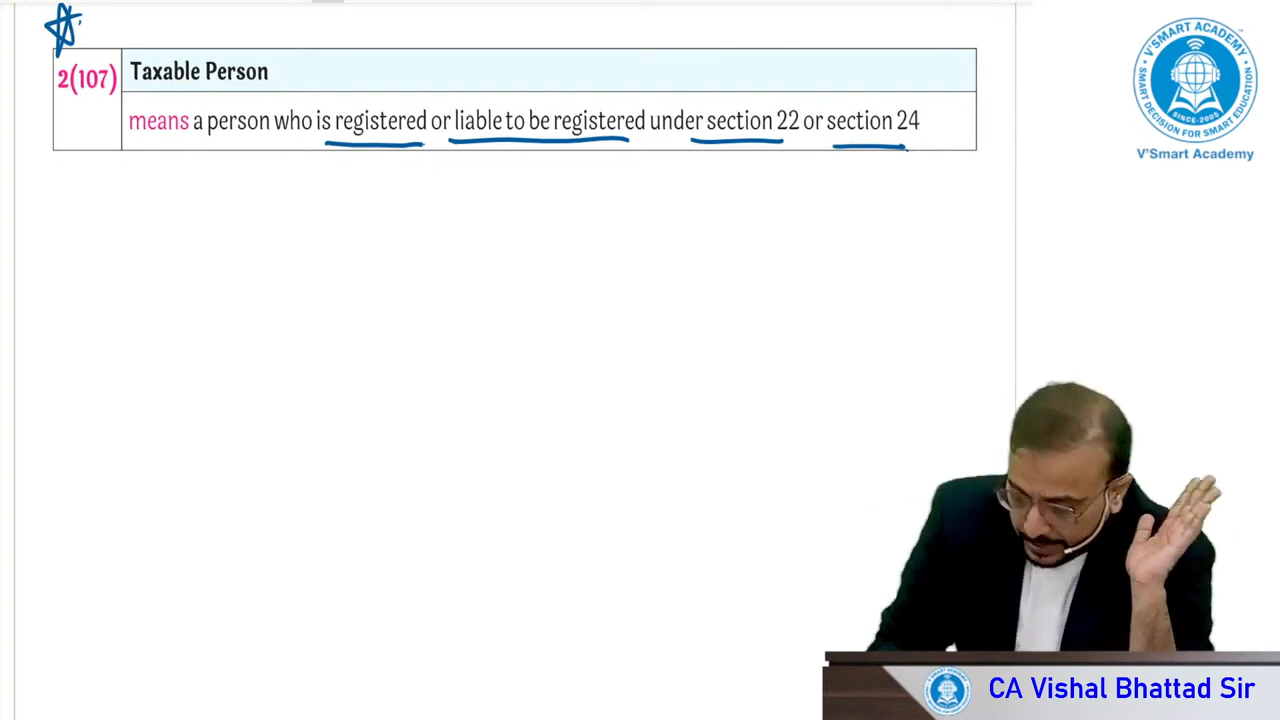 2(107)
Taxable Person
means a person who is registered or liable to be registered under section 22 or section 24
V'SMART ACADEMY
SMART DECISION FOR SMART EDUCATION
SINCE-2005
V'Smart Academy
CA Vishal Bhattad Sir